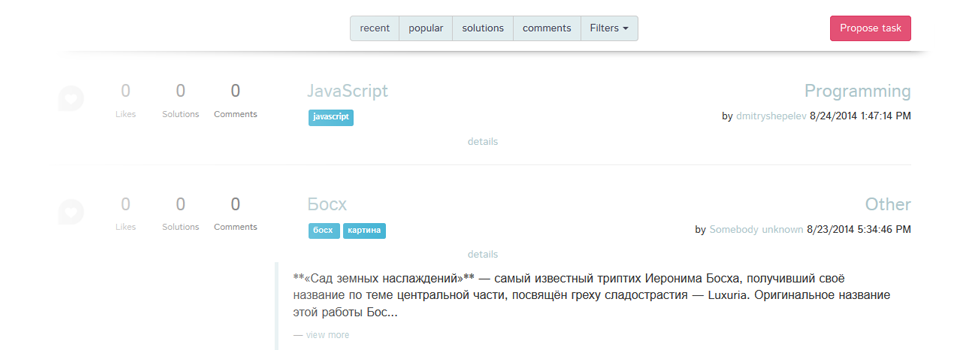 recent popular solutions comments Filters Propose task
0 0 0 JavaScript Programming
Likes Solutions Comments javascript by dmitryshepelev 8/24/2014 1:47:14 PM
details
0 0 0 Босх Other
Likes Solutions Comments босх картина by Somebody unknown 8/23/2014 5:34:46 PM
details
**«Сад земных наслаждений»** — самый известный триптих Иеронима Босха, получивший своё
название по теме центральной части, посвящён греху сладострастия — Luxuria. Оригинальное название
этой работы Бос...
— view more